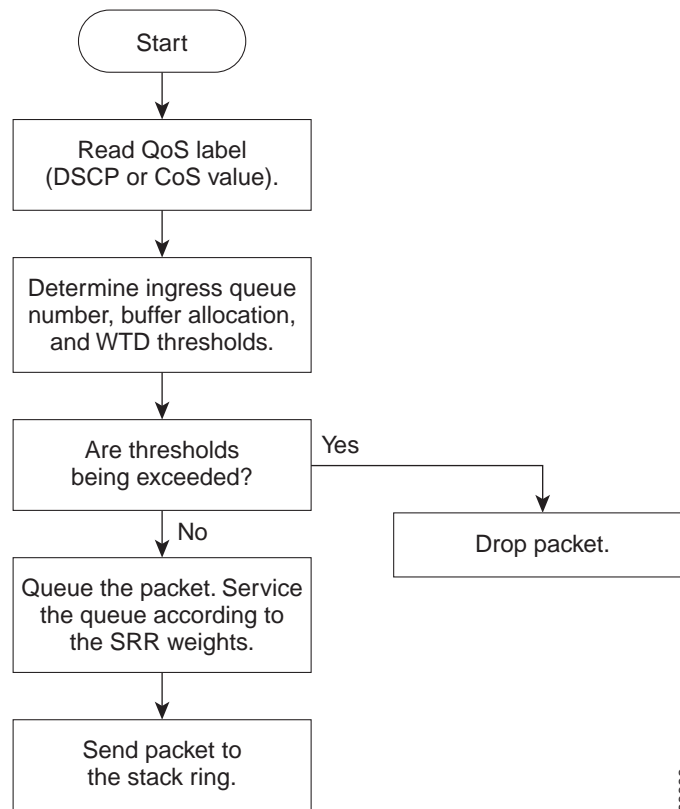 Start
Read QoS label
(DSCP or CoS value).
Determine ingress queue
number, buffer allocation,
and WTD thresholds.
Are thresholds
being exceeded?
Yes
No
Drop packet.
Queue the packet. Service
the queue according to
the SRR weights.
Send packet to
the stack ring.